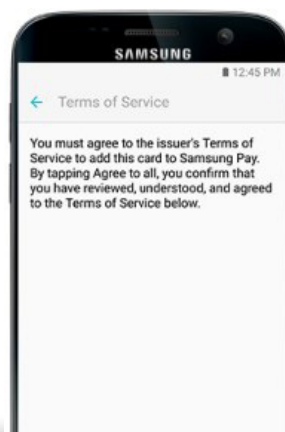 SAMSUNG
12:45 PM
Terms of Service
You must agree to the issuer's Terms of
Service to add this card to Samsung Pay.
By tapping Agree to all, you confirm that
you have reviewed, understood, and agreed
to the Terms of Service below.